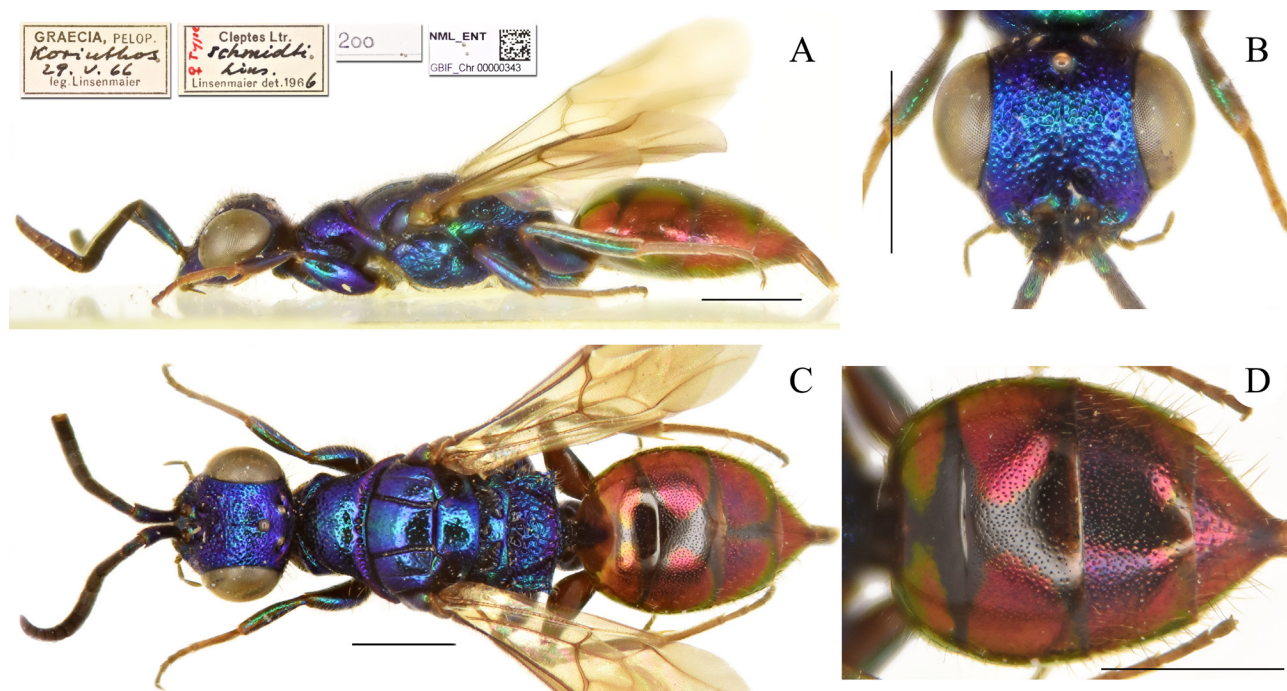 GRAECIA, PELOP.
Korinthos
29. V. 66
leg. Linsenmaier
♀ Type
Cleptes Ltr.
Schmidti.
Lins.
Linsenmaier det. 1966
200
NML_ENT
GBIF_Chr 00000343
A
B
C
D